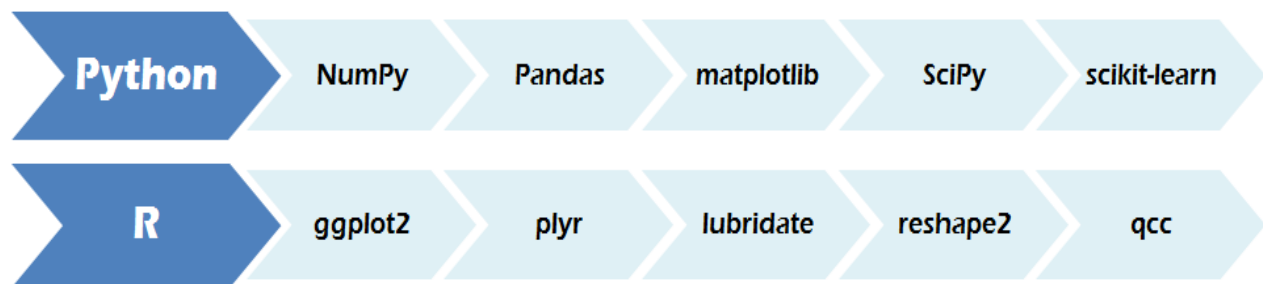 Python NumPy Pandas matplotlib SciPy scikit-learn
R ggplot2 plyr lubridate reshape2 qcc